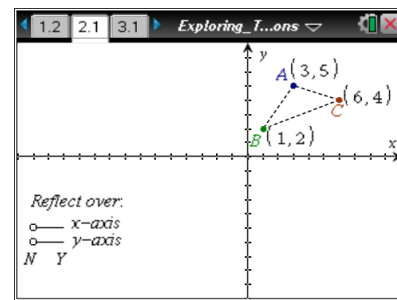 1.2 2.1 3.1 Exploring_T...ons
y
A(3,5)
C(6,4)
B(1,2)
x
Reflect over:
x-axis
y-axis
N Y